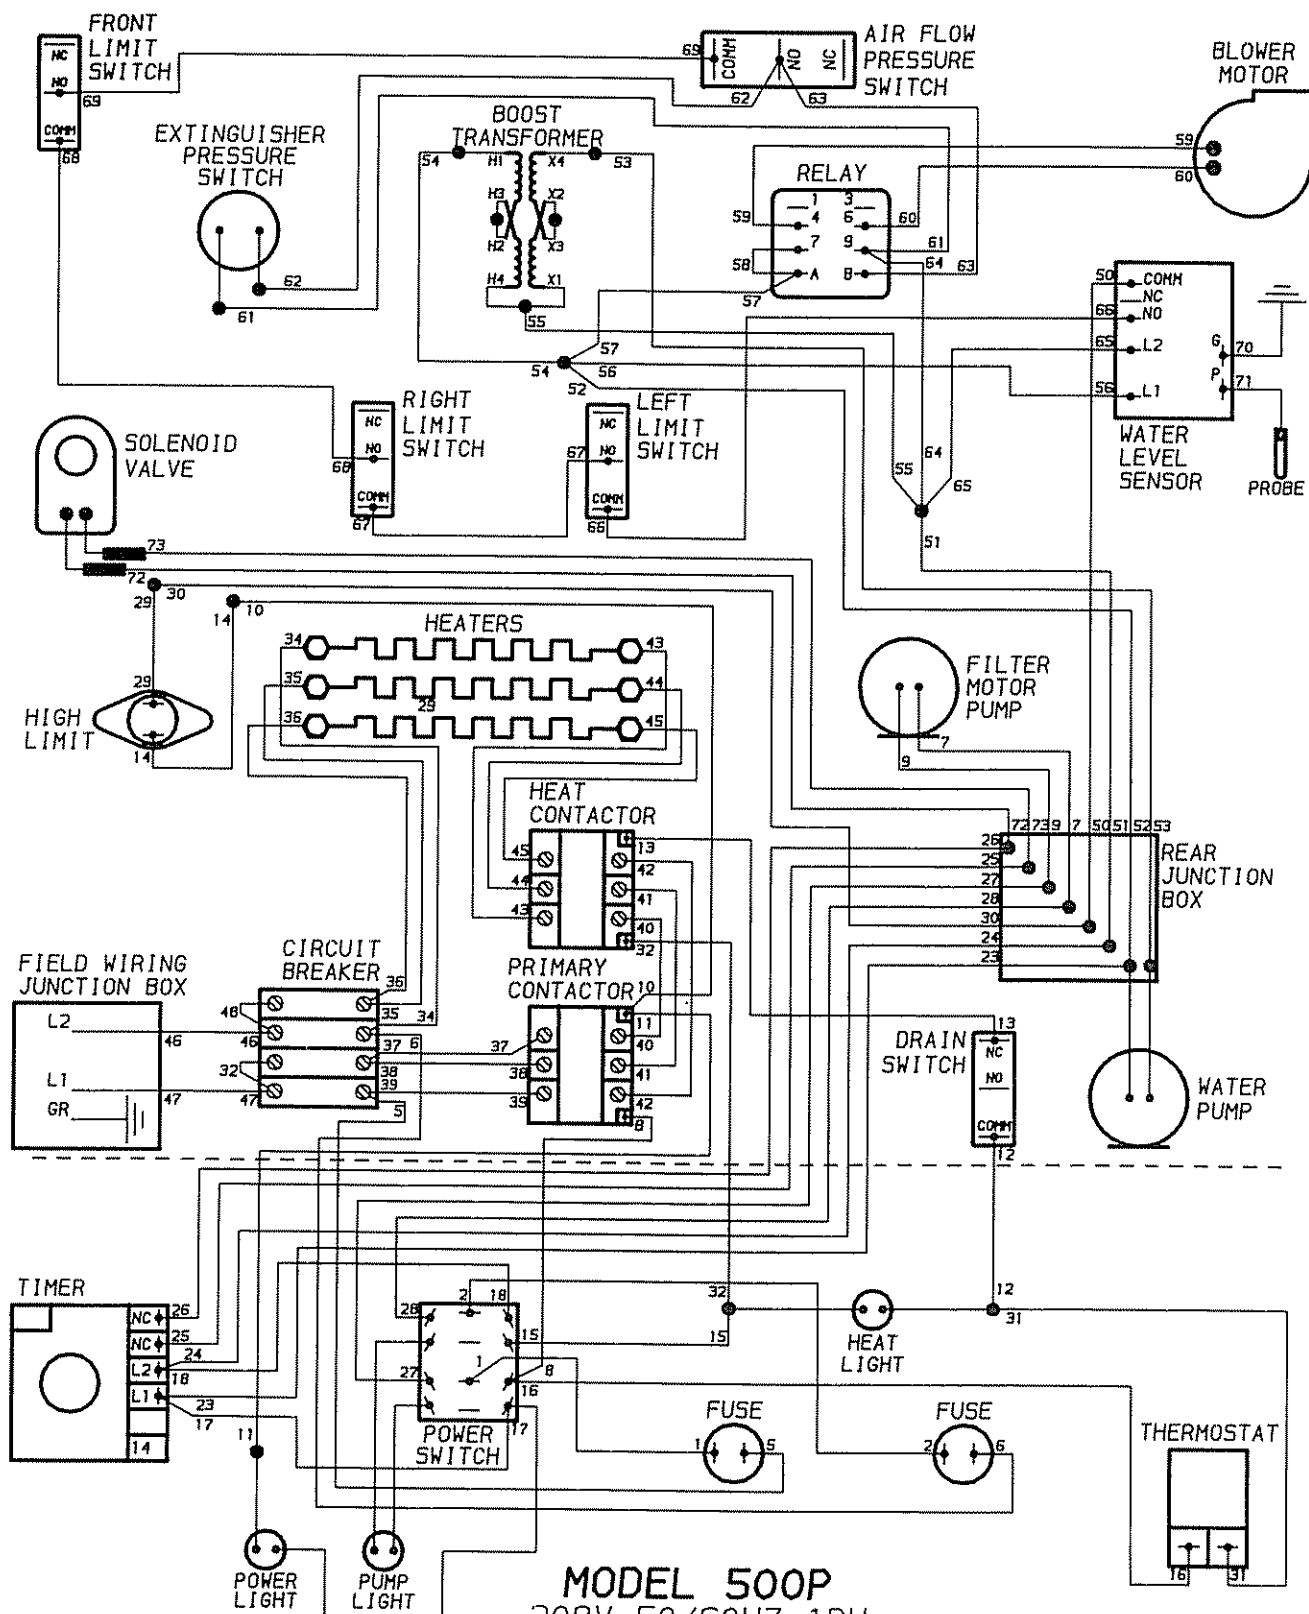 FRONT
LIMIT
SWITCH
NC
NO
COMM
69
68
69
COMM
NO
NC
AIR FLOW
PRESSURE
SWITCH
62
63
BLOWER
MOTOR
59
60
EXTINGUISHER
PRESSURE
SWITCH
62
61
BOOST
TRANSFORMER
54
H1
X4
53
H3
X2
H2
X3
H4
X1
55
RELAY
1
3
59
4
6
60
7
9
61
58
64
A
B
63
57
50
COMM
NC
66
NO
65
L2
G
70
P
71
56
L1
WATER
LEVEL
SENSOR
PROBE
57
54
56
52
SOLENOID
VALVE
RIGHT
LIMIT
SWITCH
NC
NO
COMM
68
67
LEFT
LIMIT
SWITCH
NC
NO
COMM
67
66
55
64
65
51
73
72
29
30
14
10
HEATERS
34
43
35
44
29
36
45
29
HIGH
LIMIT
14
FILTER
MOTOR
PUMP
7
9
HEAT
CONTACTOR
13
45
42
44
41
43
40
32
72
73
9
7
50
51
52
53
26
25
27
28
30
24
23
REAR
JUNCTION
BOX
FIELD WIRING
JUNCTION BOX
L2
46
L1
47
GR
CIRCUIT
BREAKER
36
48
35
34
46
6
37
32
38
39
47
5
PRIMARY
CONTACTOR
10
11
37
40
38
41
39
42
8
DRAIN
SWITCH
13
NC
NO
COMM
12
WATER
PUMP
TIMER
NC
26
NC
25
24
L2
18
L1
23
17
14
11
2
18
28
15
1
8
27
16
17
POWER
SWITCH
32
15
HEAT
LIGHT
12
31
FUSE
1
5
FUSE
2
6
THERMOSTAT
16
31
POWER
LIGHT
PUMP
LIGHT
MODEL 500P
208V 50/60HZ 1PH